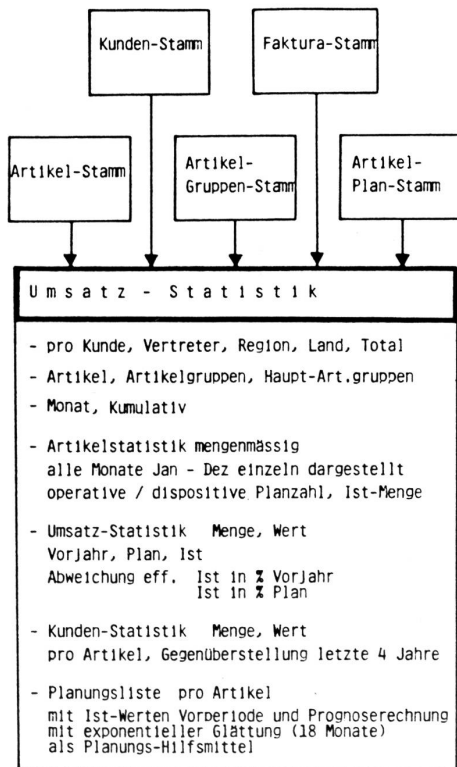 Kunden-Stamm
Faktura-Stamm
Artikel-Stamm
Artikel-
Gruppen-Stamm
Artikel-
Plan-Stamm
Umsatz - Statistik
- pro Kunde, Vertreter, Region, Land, Total
- Artikel, Artikelgruppen, Haupt-Art.gruppen
- Monat, Kumulativ
- Artikelstatistik mengenmässig
alle Monate Jan - Dez einzeln dargestellt
operative / dispositive Planzahl, Ist-Menge
- Umsatz-Statistik Menge, Wert
Vorjahr, Plan, Ist
Abweichung eff. Ist in % Vorjahr
Ist in % Plan
- Kunden-Statistik Menge, Wert
pro Artikel, Gegenüberstellung letzte 4 Jahre
- Planungsliste pro Artikel
mit Ist-Werten Vorperiode und Prognoserechnung
mit exponentieller Glättung (18 Monate)
als Planungs-Hilfsmittel